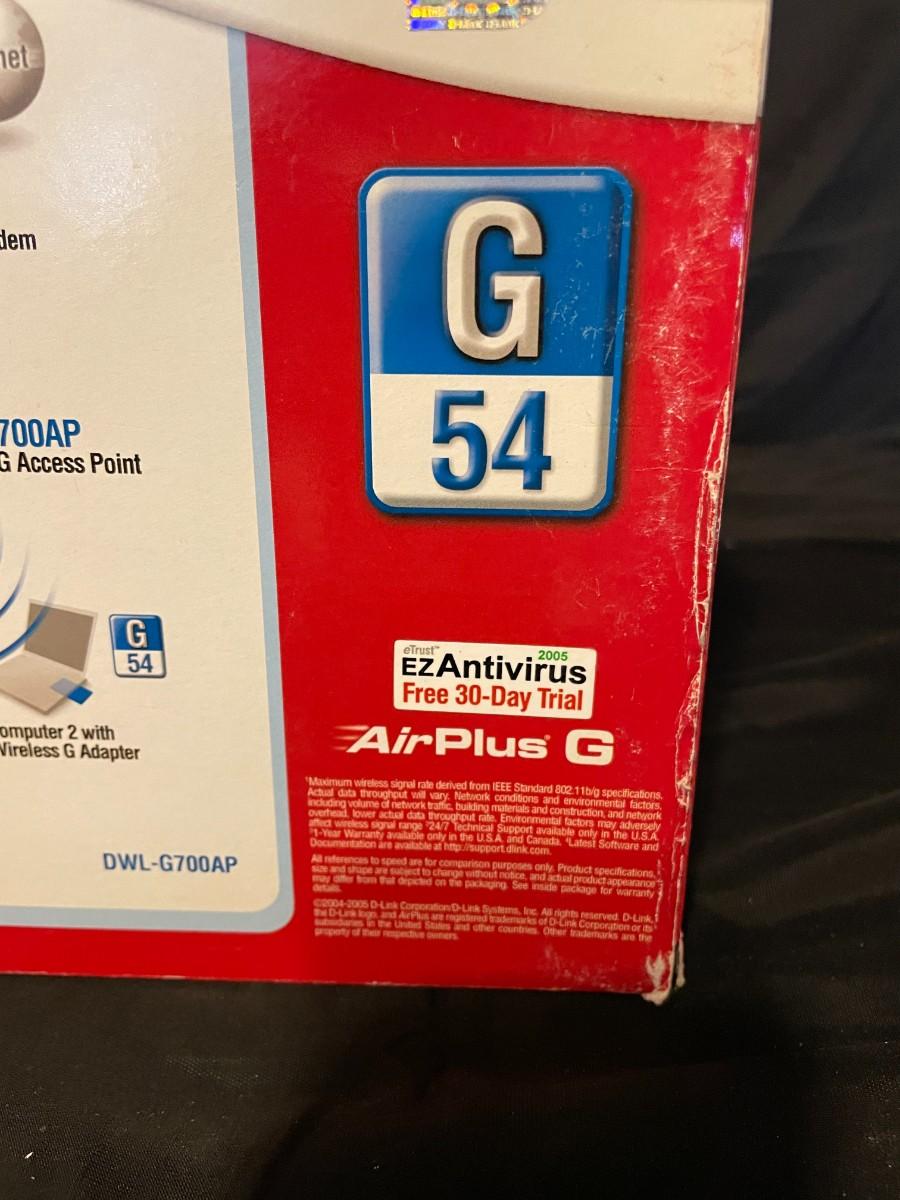 D-Link D-Link
net
dem
G
54
700AP
G Access Point
G
54
omputer 2 with
Wireless G Adapter
DWL-G700AP
eTrust™
2005
EZAntivirus
Free 30-Day Trial
AirPlus® G
¹Maximum wireless signal rate derived from IEEE Standard 802.11b/g specifications.
Actual data throughput will vary. Network conditions and environmental factors,
including volume of network traffic, building materials and construction, and network
overhead, lower actual data throughput rate. Environmental factors may adversely
affect wireless signal range ²24/7 Technical Support available only in the U.S.A.
³1-Year Warranty available only in the U.S.A. and Canada. ⁴Latest Software and
Documentation are available at http://support.dlink.com.
All references to speed are for comparison purposes only. Product specifications,
size and shape are subject to change without notice, and actual product appearance
may differ from that depicted on the packaging. See inside package for warranty
details.
©2004-2005 D-Link Corporation/D-Link Systems, Inc. All rights reserved. D-Link,
the D-Link logo, and AirPlus are registered trademarks of D-Link Corporation or its
subsidiaries in the United States and other countries. Other trademarks are the
property of their respective owners.